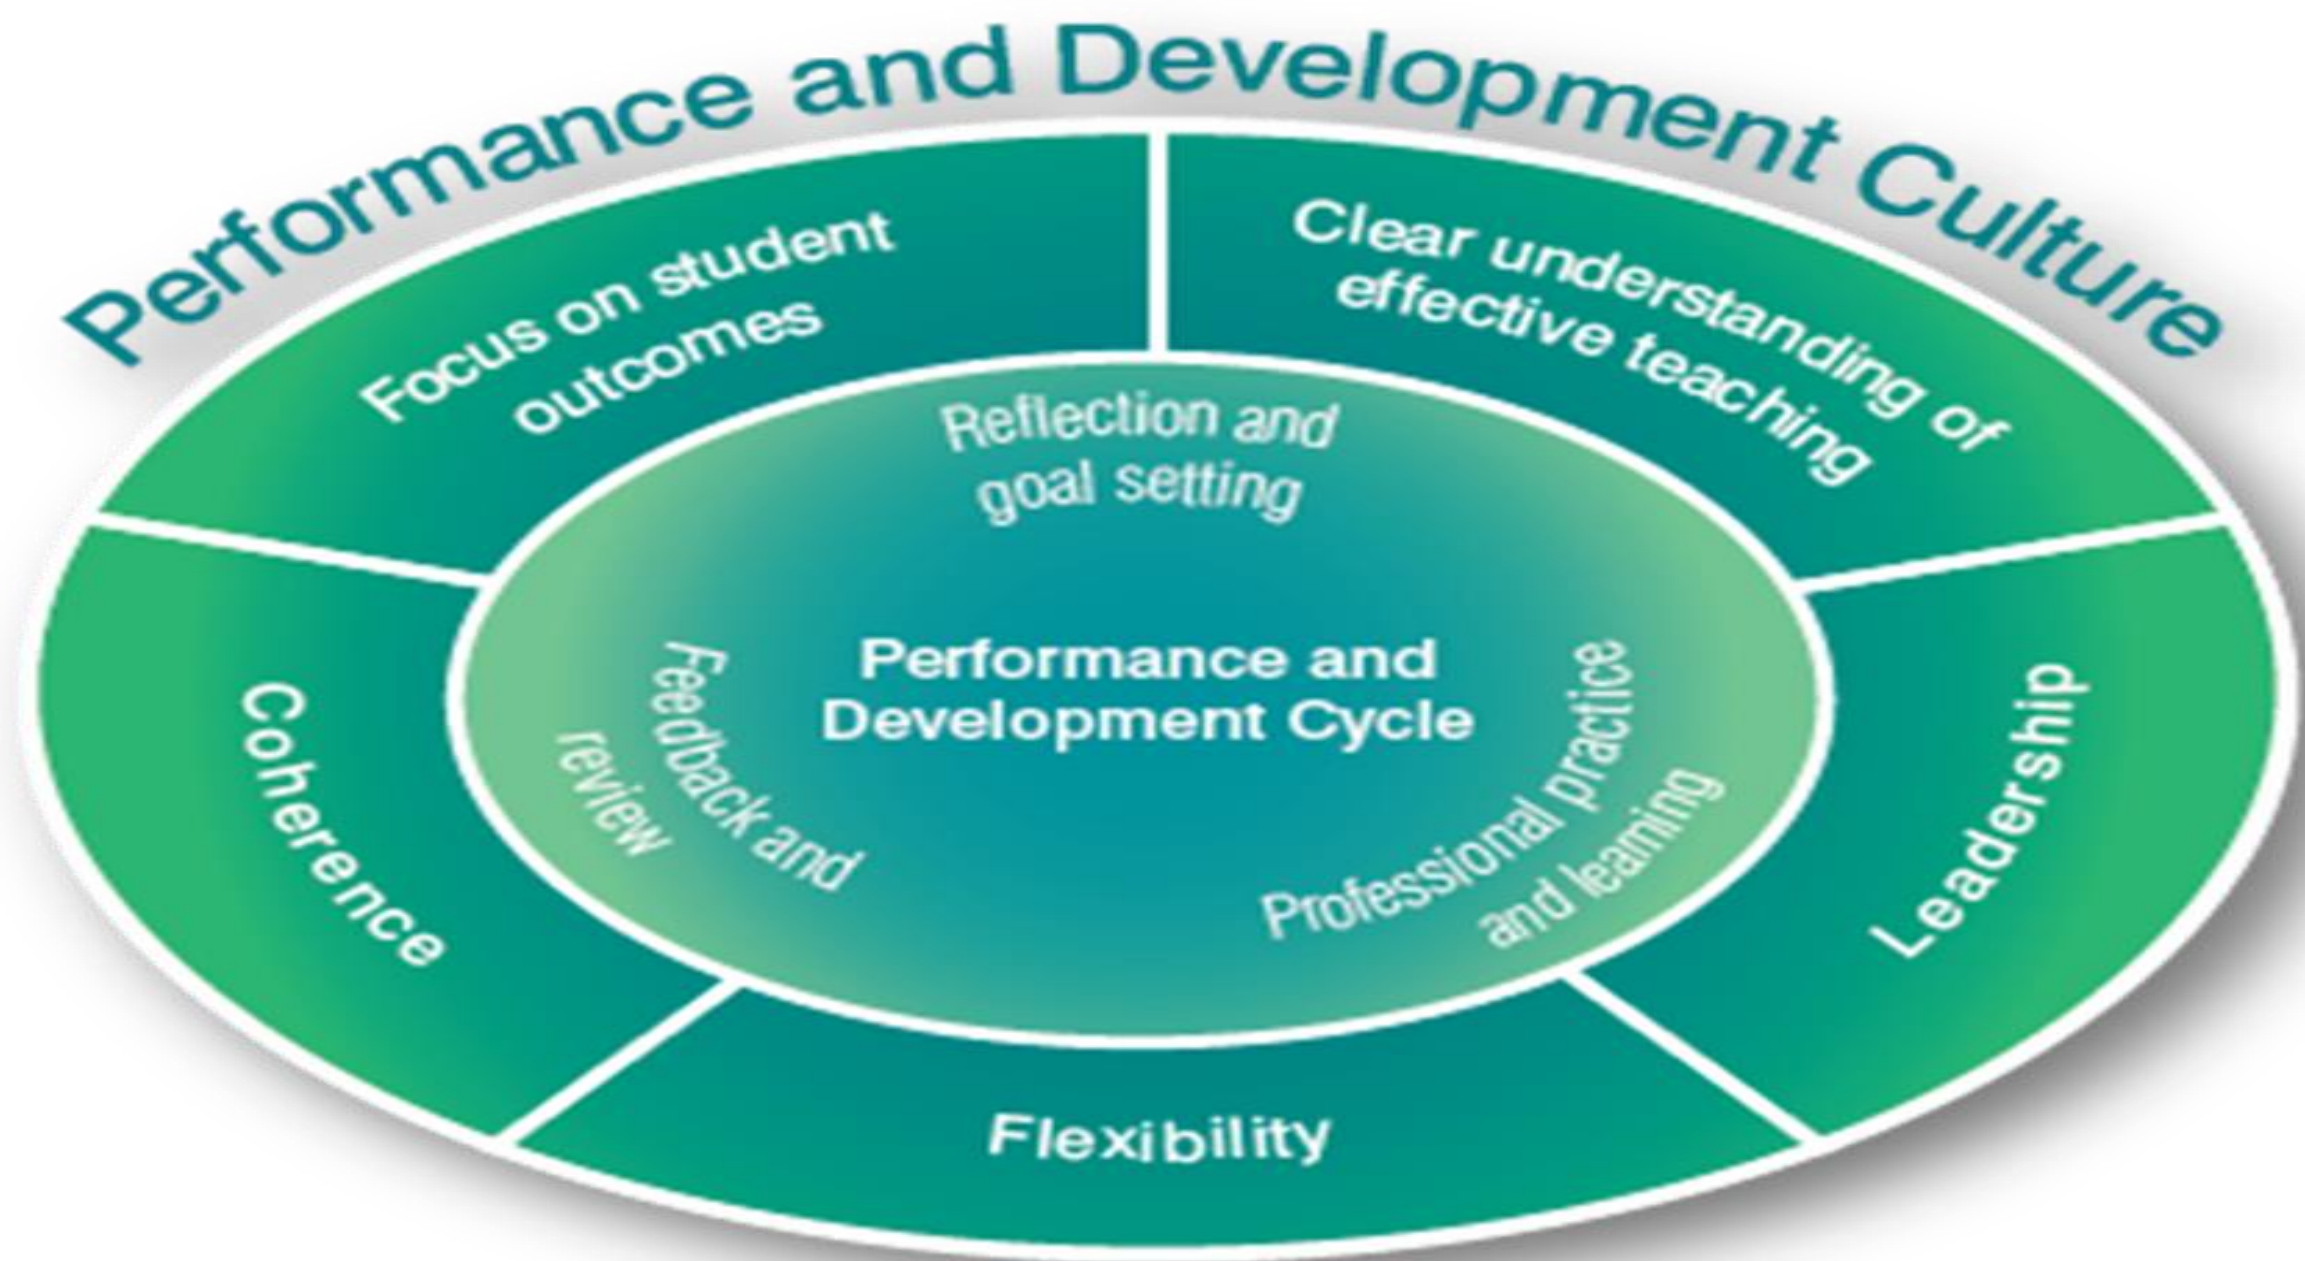 Performance and Development Culture
Focus on student
outcomes
Clear understanding of
effective teaching
Reflection and
goal setting
Performance and
Development Cycle
Feedback and
review
Professional practice
and learning
Coherence
Leadership
Flexibility